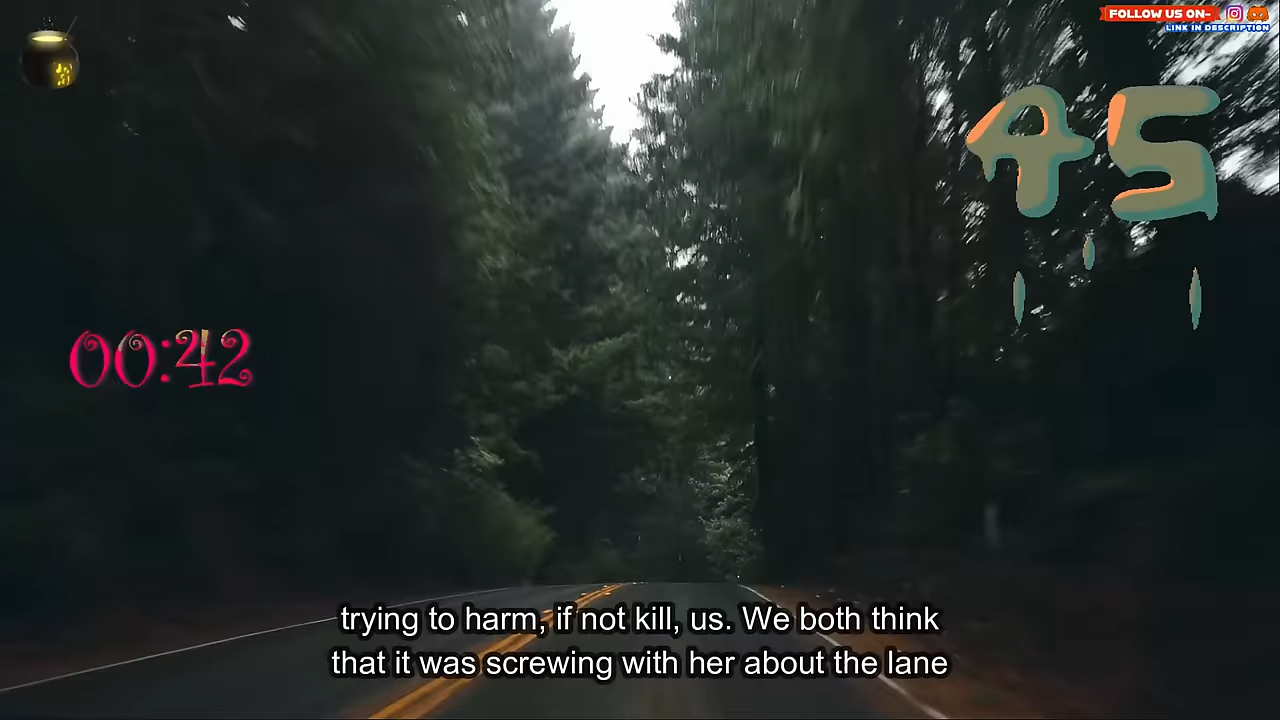 FOLLOW US ON-
LINK IN DESCRIPTION
45
00:42
trying to harm, if not kill, us. We both think
that it was screwing with her about the lane